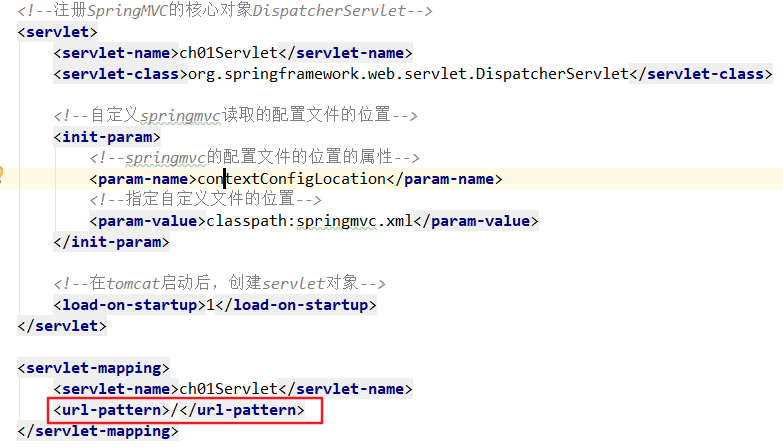 <!--注册SpringMVC的核心对象DispatcherServlet-->
<servlet>
<servlet-name>ch01Servlet</servlet-name>
<servlet-class>org.springframework.web.servlet.DispatcherServlet</servlet-class>
<!--自定义springmvc读取的配置文件的位置-->
<init-param>
<!--springmvc的配置文件的位置的属性-->
<param-name>contextConfigLocation</param-name>
<!--指定自定义文件的位置-->
<param-value>classpath:springmvc.xml</param-value>
</init-param>
<!--在tomcat启动后，创建servlet对象-->
<load-on-startup>1</load-on-startup>
</servlet>
<servlet-mapping>
<servlet-name>ch01Servlet</servlet-name>
<url-pattern>/</url-pattern>
</servlet-mapping>